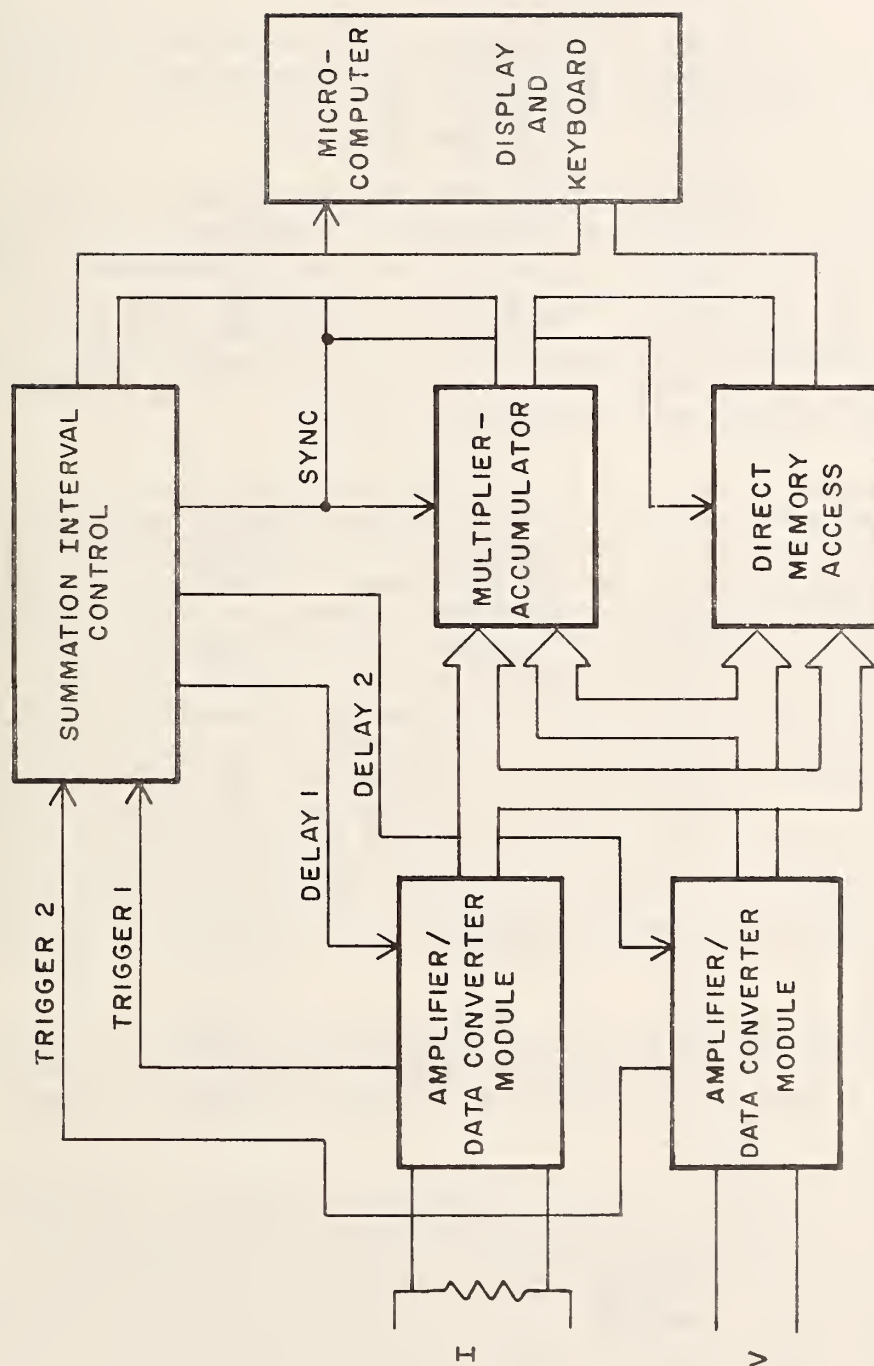 TRIGGER 2
TRIGGER 1
SUMMATION INTERVAL
CONTROL
DELAY 1
DELAY 2
SYNC
MICRO-
COMPUTER
DISPLAY
AND
KEYBOARD
I
AMPLIFIER/
DATA CONVERTER
MODULE
MULTIPLIER-
ACCUMULATOR
V
AMPLIFIER/
DATA CONVERTER
MODULE
DIRECT
MEMORY
ACCESS